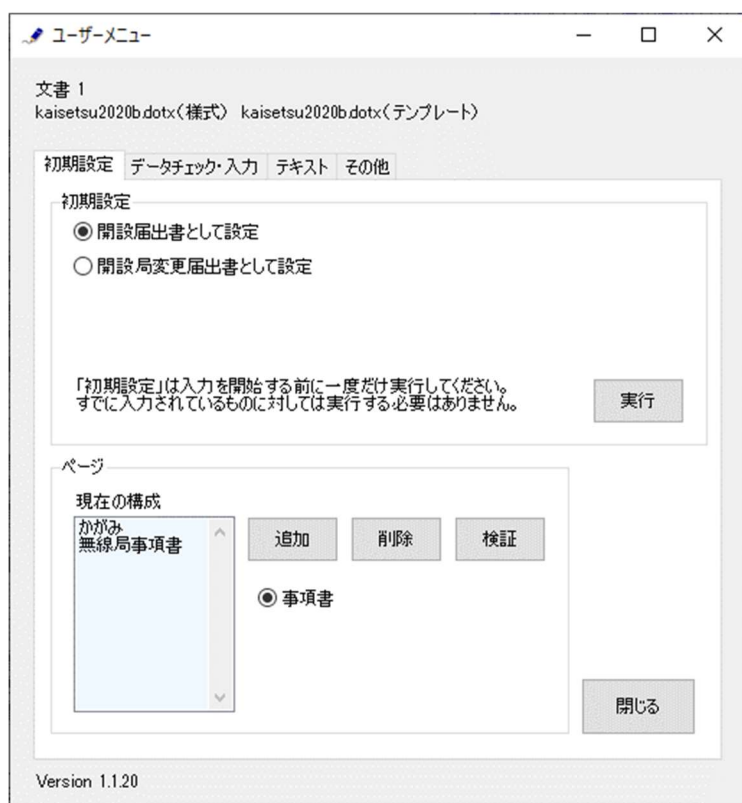 ユーザーメニュー
文書 1
kaisetsu2020b.dotx(様式) kaisetsu2020b.dotx(テンプレート)
初期設定 データチェック・入力 テキスト その他
初期設定
開設届出書として設定
開設局変更届出書として設定
「初期設定」は入力を開始する前に一度だけ実行してください。
すでに入力されているものに対しては実行する必要はありません。
実行
ページ
現在の構成
かがみ
無線局事項書
追加 削除 検証
事項書
閉じる
Version 1.1.20